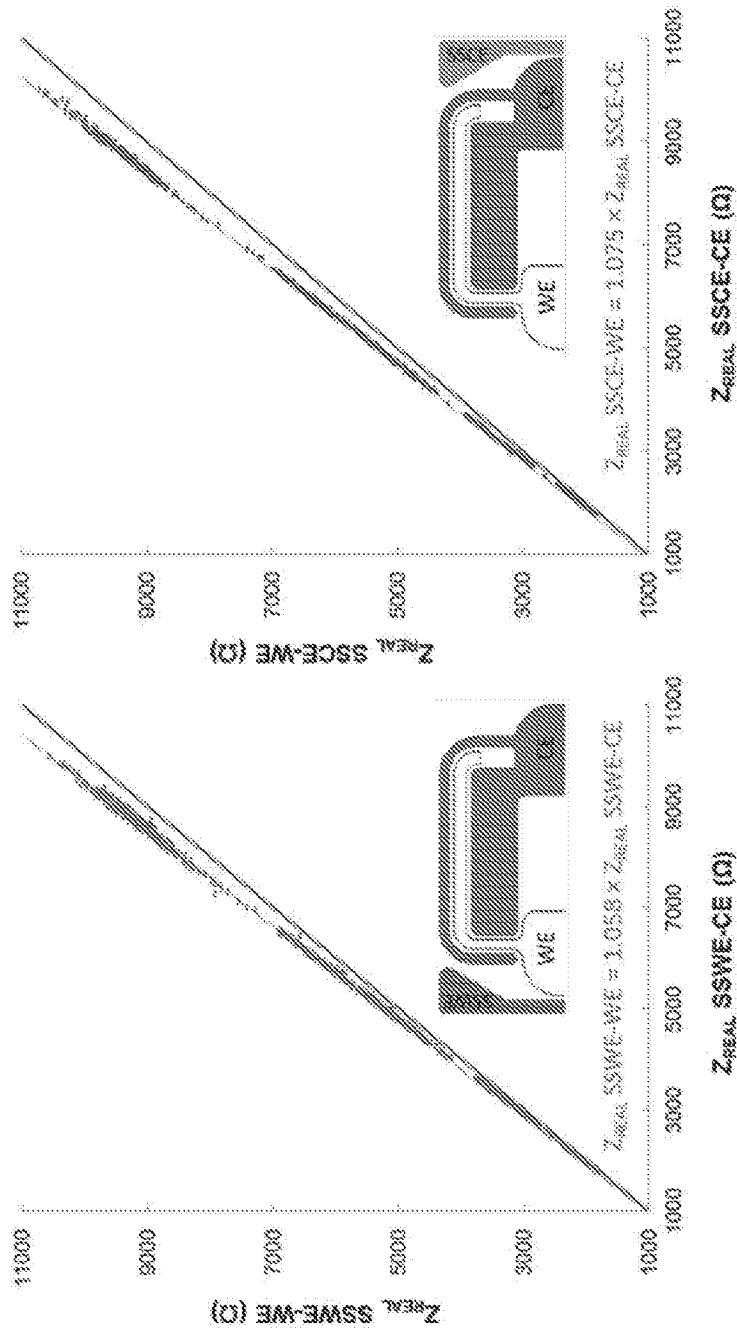 Z_REAL SSWE-WE (Ω)
11000
9000
7000
5000
3000
1000
WE
Z_REAL SSWE-WE = 1.058 × Z_REAL SSWE-CE
1000 3000 5000 7000 9000 11000
Z_REAL SSWE-CE (Ω)
Z_REAL SSCE-WE (Ω)
11000
9000
7000
5000
3000
1000
SSCE
WE
Z_REAL SSCE-WE = 1.075 × Z_REAL SSCE-CE
1000 3000 5000 7000 9000 11000
Z_REAL SSCE-CE (Ω)